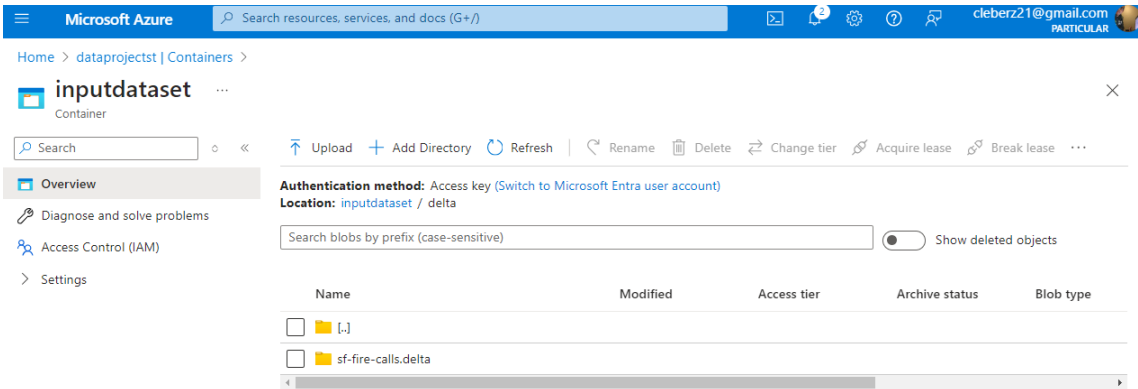 Microsoft Azure
Search resources, services, and docs (G+/)
2
cleberz21@gmail.com
PARTICULAR
Home > dataprojectst | Containers >
inputdataset ...
Container
Search
«
Upload
Add Directory
Refresh
Rename
Delete
Change tier
Acquire lease
Break lease
...
Overview
Diagnose and solve problems
Access Control (IAM)
> Settings
Authentication method: Access key (Switch to Microsoft Entra user account)
Location: inputdataset / delta
Search blobs by prefix (case-sensitive)
Show deleted objects
Name Modified Access tier Archive status Blob type
[..]
sf-fire-calls.delta